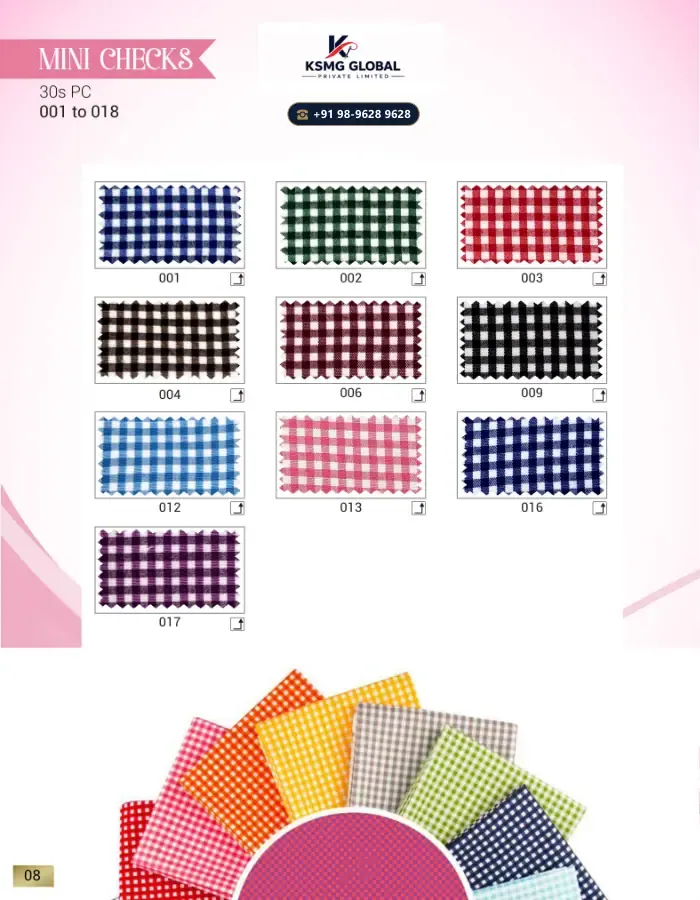 MINI CHECKS
30s PC
001 to 018
KSMG GLOBAL
PRIVATE LIMITED
+91 98-9628 9628
001
002
003
004
006
009
012
013
016
017
08